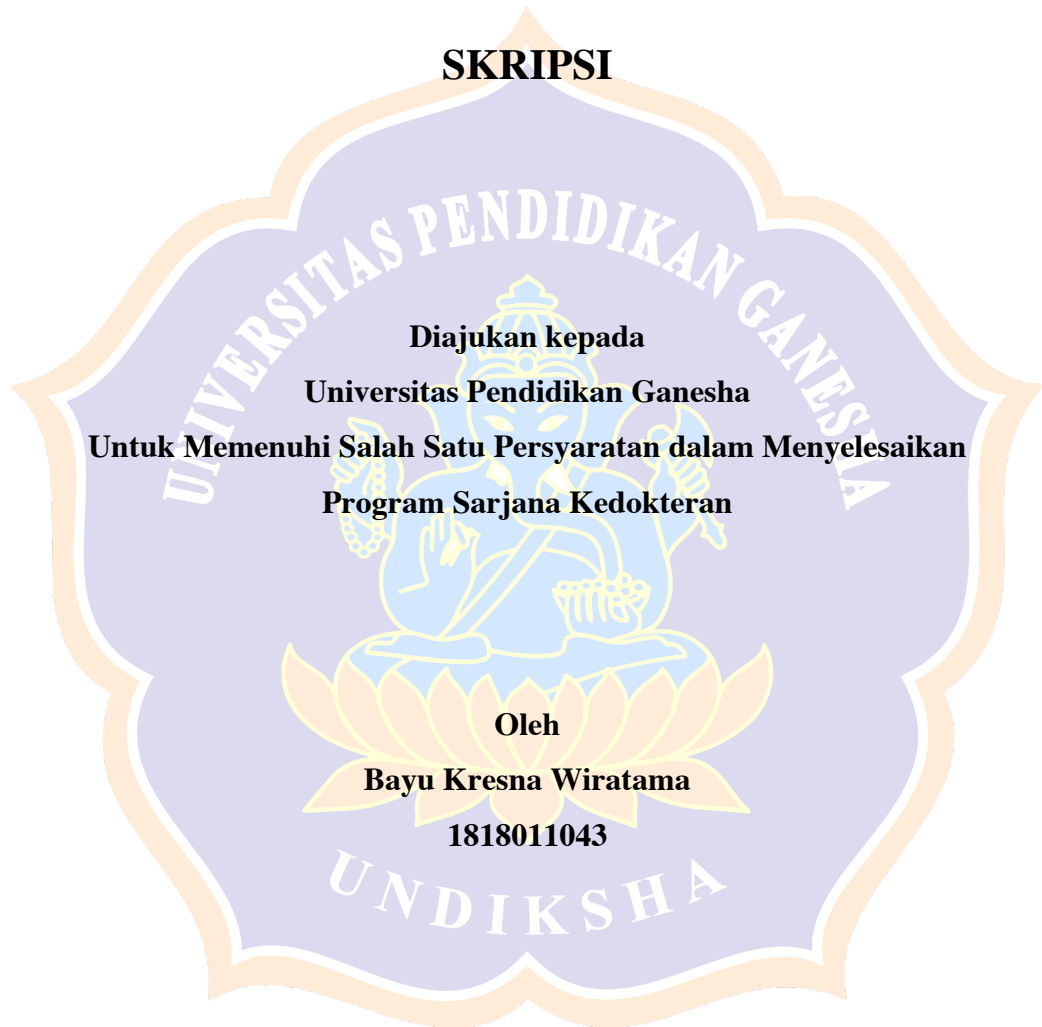 SKRIPSI
UNIVERSITAS PENDIDIKAN GANESHA
Diajukan kepada
Universitas Pendidikan Ganesha
Untuk Memenuhi Salah Satu Persyaratan dalam Menyelesaikan
Program Sarjana Kedokteran
Oleh
Bayu Kresna Wiratama
1818011043
UNDIKSHA